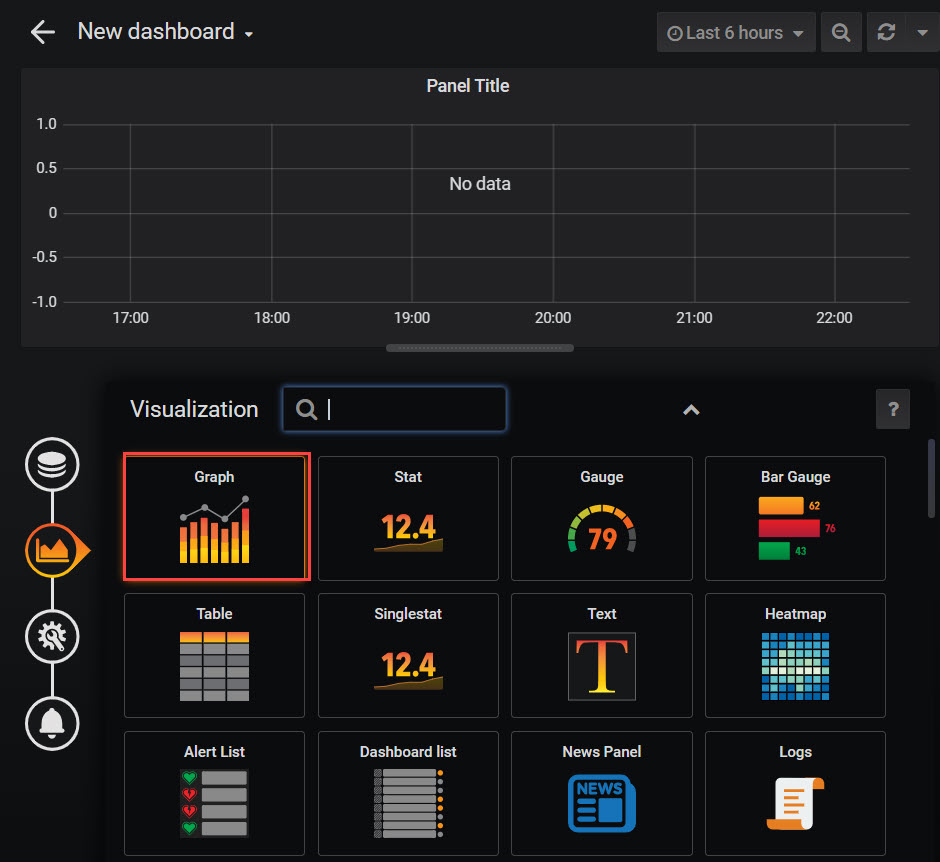 New dashboard
Last 6 hours
Panel Title
1.0
0.5
No data
0
-0.5
-1.0
17:00 18:00 19:00 20:00 21:00 22:00
Visualization
?
Graph Stat Gauge Bar Gauge
12.4
79
62
76
43
Table Singlestat Text Heatmap
12.4
T
Alert List Dashboard list News Panel Logs
NEWS